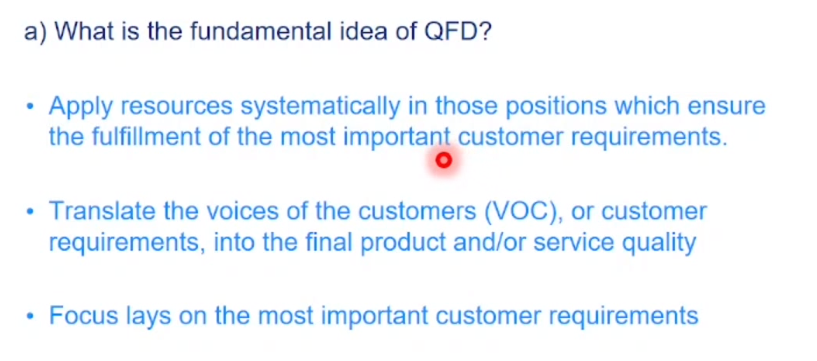 a) What is the fundamental idea of QFD?
• Apply resources systematically in those positions which ensure
the fulfillment of the most important customer requirements.
• Translate the voices of the customers (VOC), or customer
requirements, into the final product and/or service quality
• Focus lays on the most important customer requirements